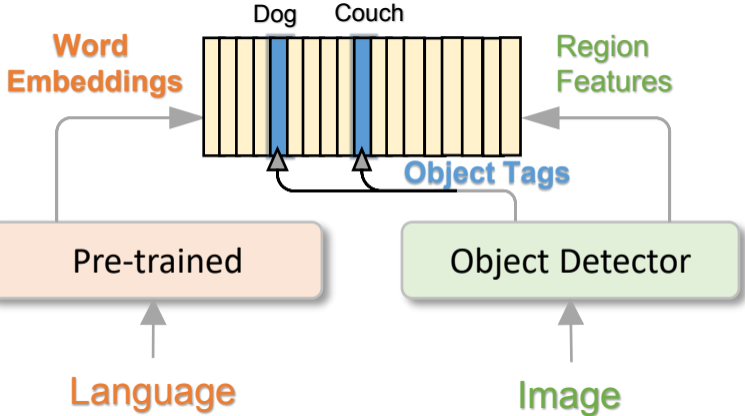 Dog Couch
Word
Embeddings
Region
Features
Object Tags
Pre-trained
Object Detector
Language
Image